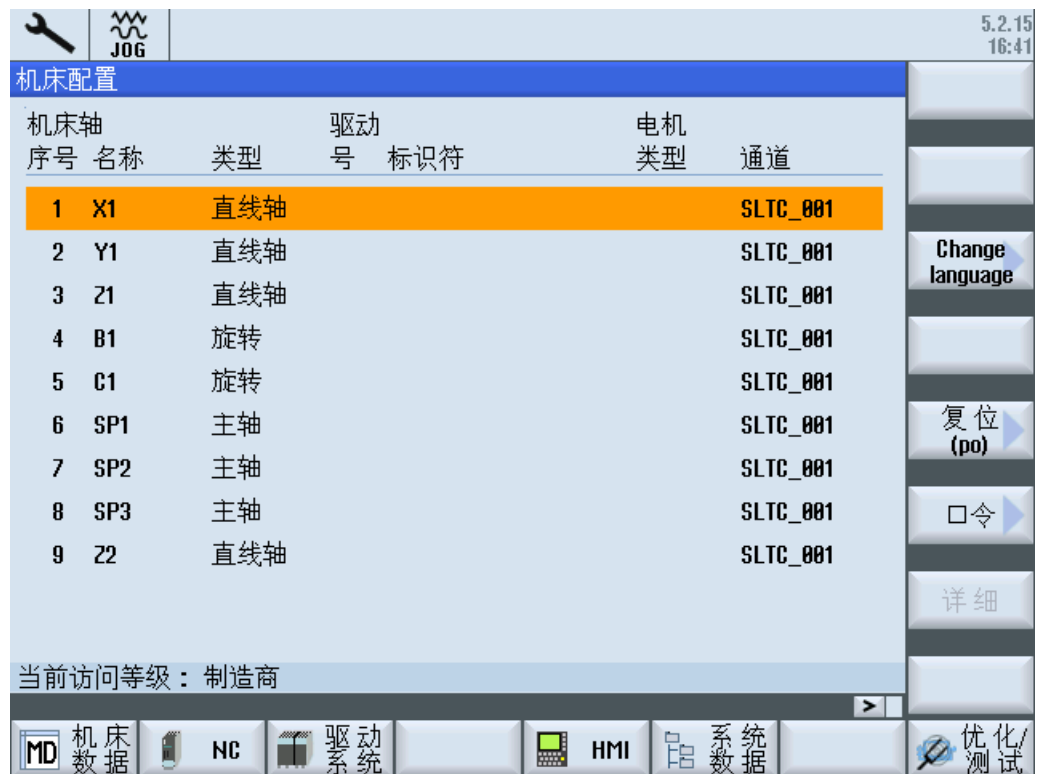 JOG
5.2.15
16:41
机床配置
机床轴 驱动 电机
序号 名称 类型 号 标识符 类型 通道
1 X1 直线轴 SLTC_001
2 Y1 直线轴 SLTC_001
3 Z1 直线轴 SLTC_001
4 B1 旋转 SLTC_001
5 C1 旋转 SLTC_001
6 SP1 主轴 SLTC_001
7 SP2 主轴 SLTC_001
8 SP3 主轴 SLTC_001
9 Z2 直线轴 SLTC_001
当前访问等级：制造商
Change
language
复位
(po)
口令
详细
>
MD 机床
数据
NC
驱动
系统
HMI
系统
数据
优化/
测试